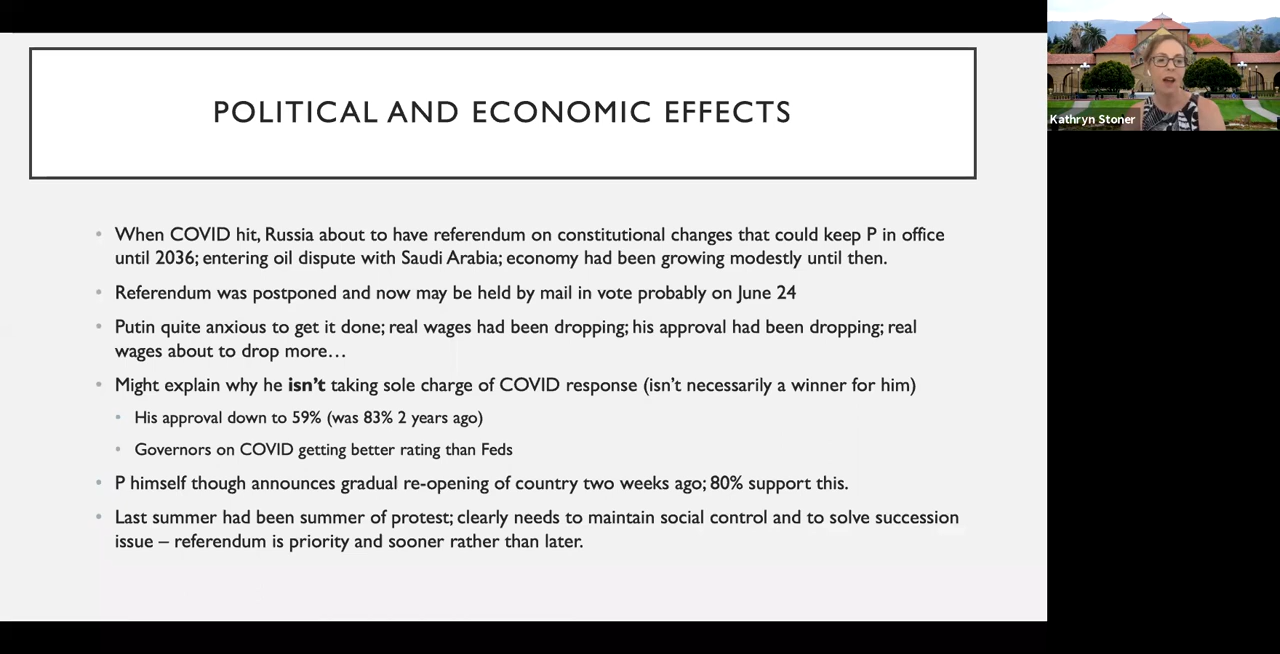 POLITICAL AND ECONOMIC EFFECTS
Kathryn Stoner
• When COVID hit, Russia about to have referendum on constitutional changes that could keep P in office
until 2036; entering oil dispute with Saudi Arabia; economy had been growing modestly until then.
• Referendum was postponed and now may be held by mail in vote probably on June 24
• Putin quite anxious to get it done; real wages had been dropping; his approval had been dropping; real
wages about to drop more…
• Might explain why he isn’t taking sole charge of COVID response (isn’t necessarily a winner for him)
• His approval down to 59% (was 83% 2 years ago)
• Governors on COVID getting better rating than Feds
• P himself though announces gradual re-opening of country two weeks ago; 80% support this.
• Last summer had been summer of protest; clearly needs to maintain social control and to solve succession
issue – referendum is priority and sooner rather than later.